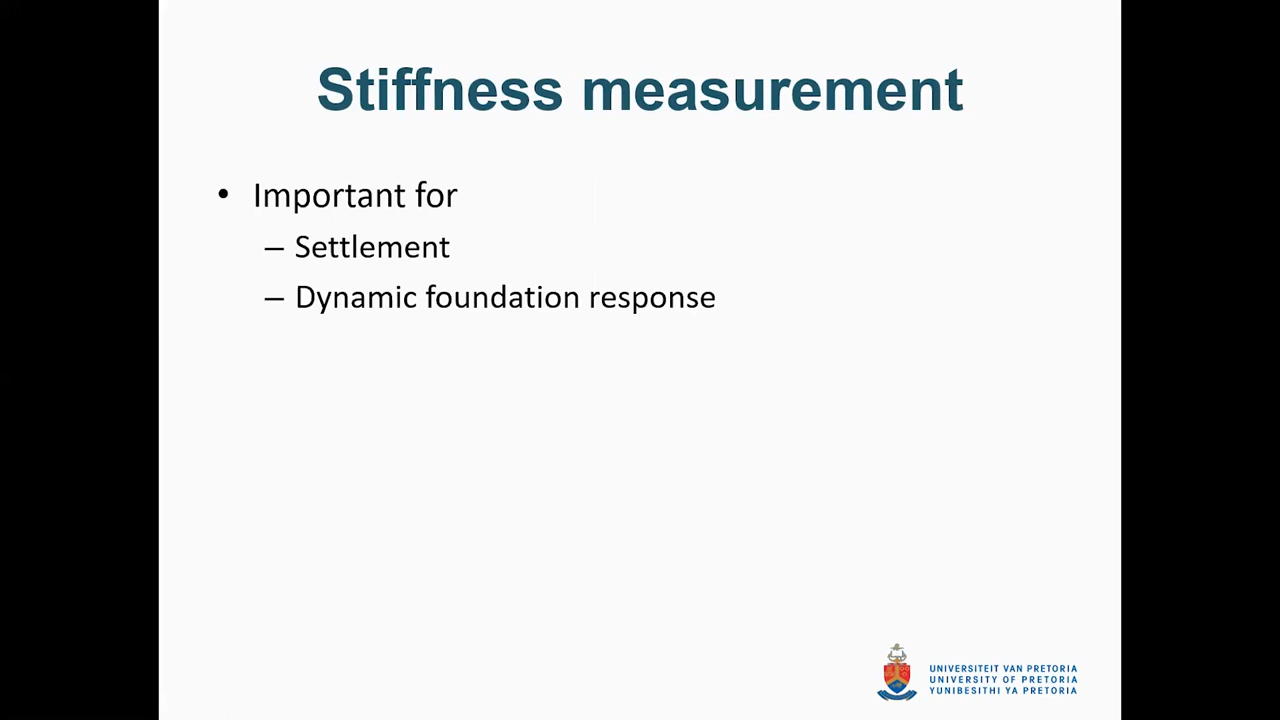 Stiffness measurement
• Important for
– Settlement
– Dynamic foundation response
UNIVERSITEIT VAN PRETORIA
UNIVERSITY OF PRETORIA
YUNIBESITHI YA PRETORIA